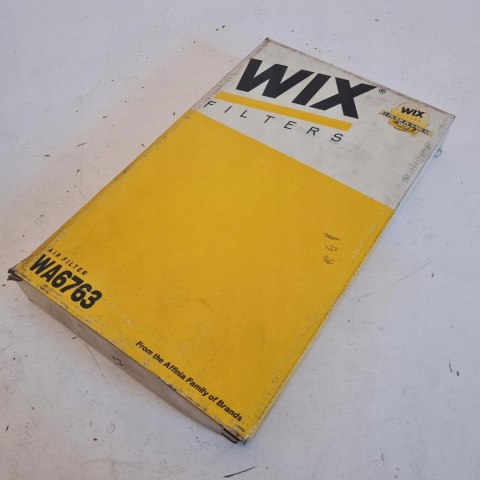 WIX®
FILTERS
WIX
AIR FILTER
WA6763
From the Affinia Family of Brands